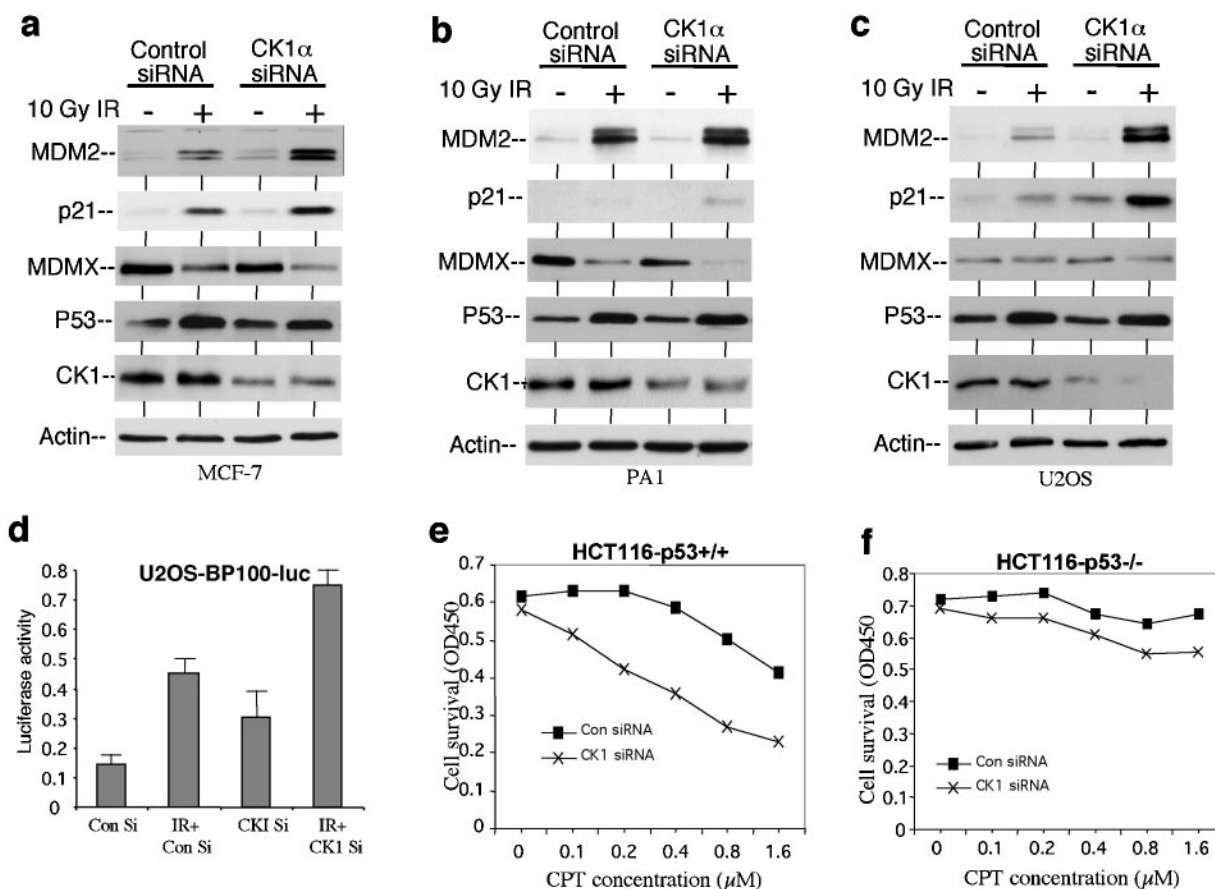 a
Control siRNA
CK1α siRNA
10 Gy IR - + - +
MDM2--
p21--
MDMX--
P53--
CK1--
Actin--
MCF-7
b
Control siRNA
CK1α siRNA
10 Gy IR - + - +
MDM2--
p21--
MDMX--
P53--
CK1--
Actin--
PA1
c
Control siRNA
CK1α siRNA
10 Gy IR - + - +
MDM2--
p21--
MDMX--
P53--
CK1--
Actin--
U2OS
d
U2OS-BP100-luc
Luciferase activity
0.8
0.7
0.6
0.5
0.4
0.3
0.2
0.1
0
Con Si
IR+
Con Si
CKI Si
IR+
CK1 Si
e
HCT116-p53+/+
Cell survival (OD450
0.7
0.6
0.5
0.4
0.3
0.2
0.1
0
Con siRNA
CK1 siRNA
0 0.1 0.2 0.4 0.8 1.6
CPT concentration (μM)
f
HCT116-p53-/-
Cell survival (OD450
0.8
0.7
0.6
0.5
0.4
0.3
0.2
0.1
0
Con siRNA
CK1 siRNA
0 0.1 0.2 0.4 0.8 1.6
CPT concentration (μM)